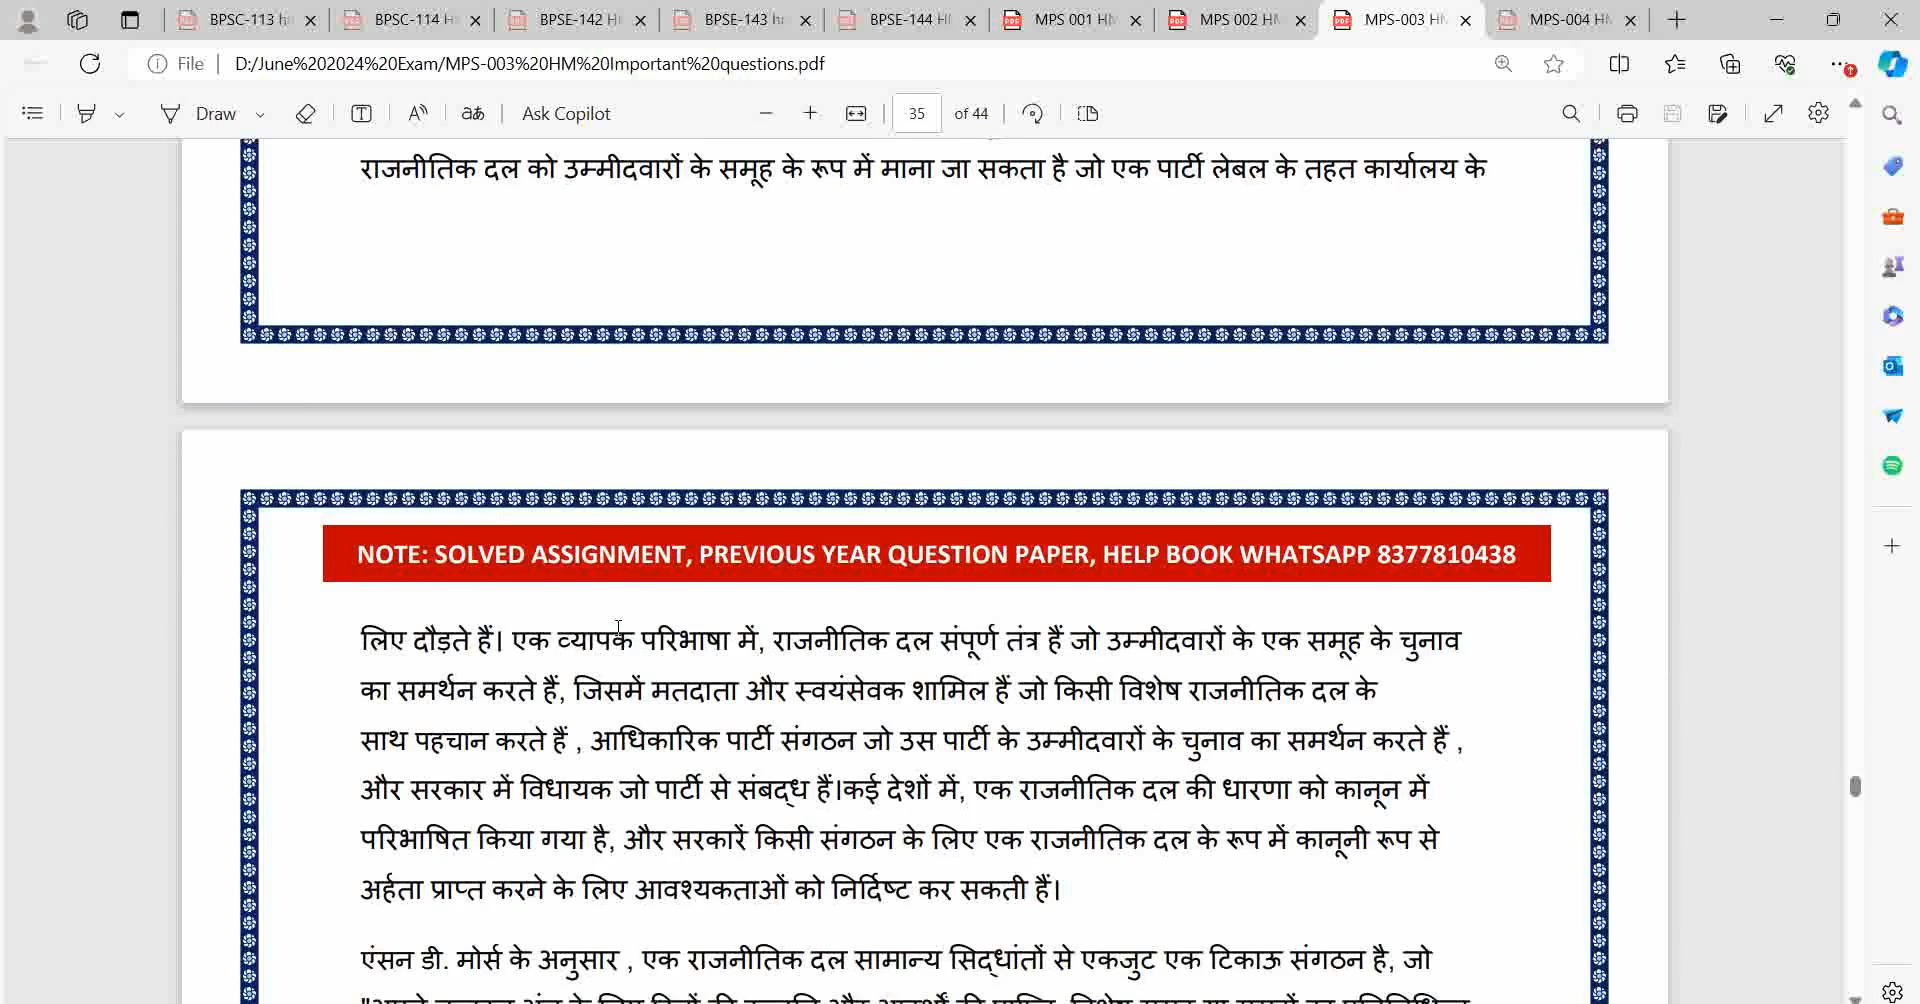 BPSC-113 h
BPSC-114 H
BPSE-142 H
BPSE-143 h
BPSE-144 H
MPS 001 H
MPS 002 H
MPS-003 H
MPS-004 H
File
D:/June%202024%20Exam/MPS-003%20HM%20Important%20questions.pdf
Draw
aあ
Ask Copilot
35 of 44
राजनीतिक दल को उम्मीदवारों के समूह के रूप में माना जा सकता है जो एक पार्टी लेबल के तहत कार्यालय के
NOTE: SOLVED ASSIGNMENT, PREVIOUS YEAR QUESTION PAPER, HELP BOOK WHATSAPP 8377810438
लिए दौड़ते हैं। एक व्यापक परिभाषा में, राजनीतिक दल संपूर्ण तंत्र हैं जो उम्मीदवारों के एक समूह के चुनाव
का समर्थन करते हैं, जिसमें मतदाता और स्वयंसेवक शामिल हैं जो किसी विशेष राजनीतिक दल के
साथ पहचान करते हैं , आधिकारिक पार्टी संगठन जो उस पार्टी के उम्मीदवारों के चुनाव का समर्थन करते हैं ,
और सरकार में विधायक जो पार्टी से संबद्ध हैं।कई देशों में, एक राजनीतिक दल की धारणा को कानून में
परिभाषित किया गया है, और सरकारें किसी संगठन के लिए एक राजनीतिक दल के रूप में कानूनी रूप से
अर्हता प्राप्त करने के लिए आवश्यकताओं को निर्दिष्ट कर सकती हैं।
एंसन डी. मोर्स के अनुसार , एक राजनीतिक दल सामान्य सिद्धांतों से एकजुट एक टिकाऊ संगठन है, जो